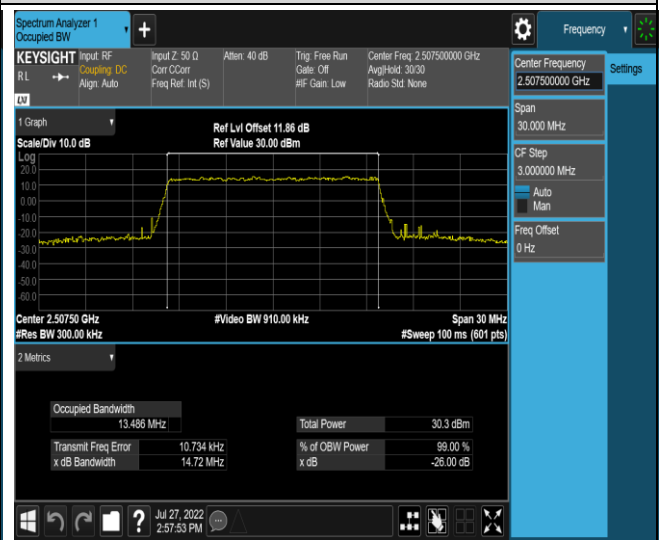 Spectrum Analyzer 1
Occupied BW
+
Frequency
KEYSIGHT
R L
LXI
Input: RF
Coupling: DC
Align: Auto
Input Z: 50 Ω
Corr CCorr
Freq Ref: Int (S)
Atten: 40 dB
Trig: Free Run
Gate: Off
#IF Gain: Low
Center Freq: 2.507500000 GHz
Avg|Hold: 30/30
Radio Std: None
Center Frequency
2.507500000 GHz
Settings
Span
30.000 MHz
CF Step
3.000000 MHz
Auto
Man
Freq Offset
0 Hz
1 Graph
Scale/Div 10.0 dB
Ref Lvl Offset 11.86 dB
Ref Value 30.00 dBm
Log
20.0
10.0
0.00
-10.0
-20.0
-30.0
-40.0
-50.0
-60.0
Center 2.50750 GHz
#Video BW 910.00 kHz
Span 30 MHz
#Res BW 300.00 kHz
#Sweep 100 ms (601 pts)
2 Metrics
Occupied Bandwidth
13.486 MHz
Total Power 30.3 dBm
Transmit Freq Error 10.734 kHz
% of OBW Power 99.00 %
x dB Bandwidth 14.72 MHz
x dB -26.00 dB
?
Jul 27, 2022
2:57:53 PM